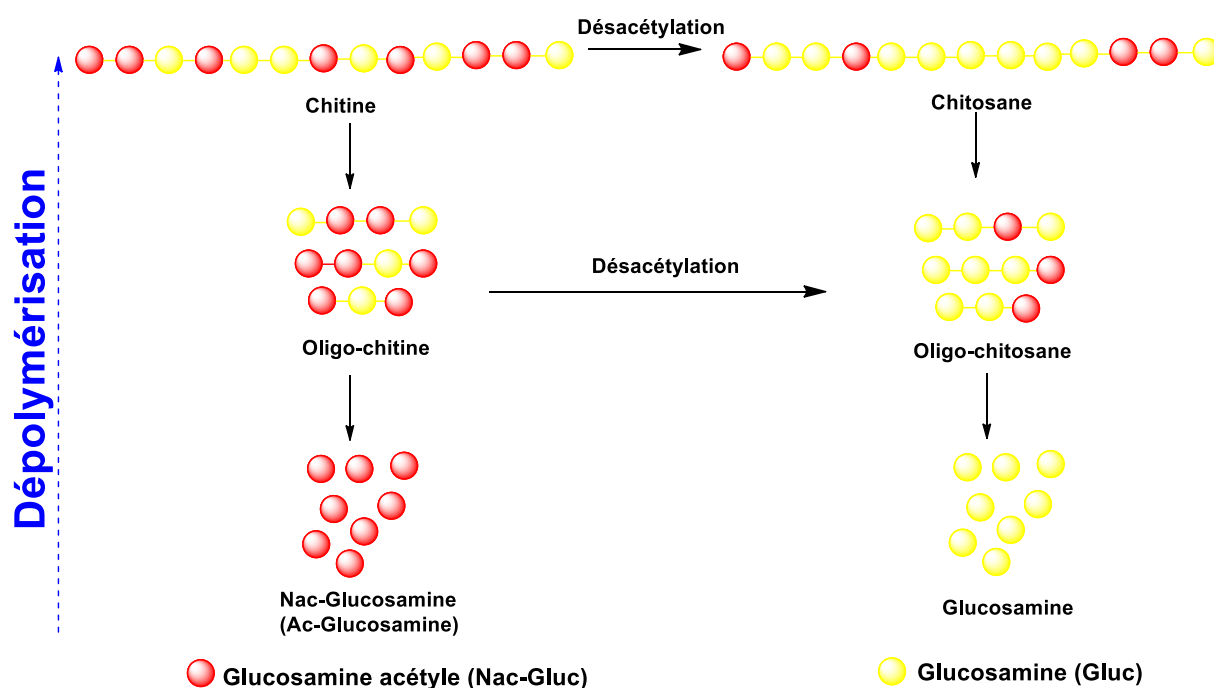 Désacétylation
Chitine
Chitosane
Dépolymérisation
Désacétylation
Oligo-chitine
Oligo-chitosane
Nac-Glucosamine
(Ac-Glucosamine)
Glucosamine
Glucosamine acétyle (Nac-Gluc)
Glucosamine (Gluc)